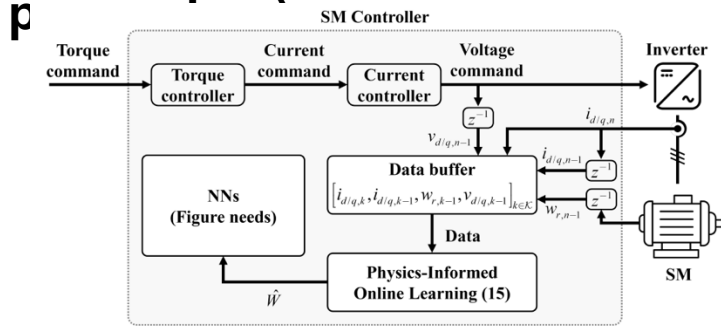 SM Controller
Torque command
Current command
Voltage command
Inverter
Torque controller
Current controller
z⁻¹
v_{d/q,n-1}
i_{d/q,n}
i_{d/q,n-1}
z⁻¹
w_{r,n-1}
z⁻¹
Data buffer
[i_{d/q,k}, i_{d/q,k-1}, w_{r,k-1}, v_{d/q,k-1}]_{k∈𝒦}
NNs
(Figure needs)
Data
Physics-Informed
Online Learning (15)
Ŵ
SM